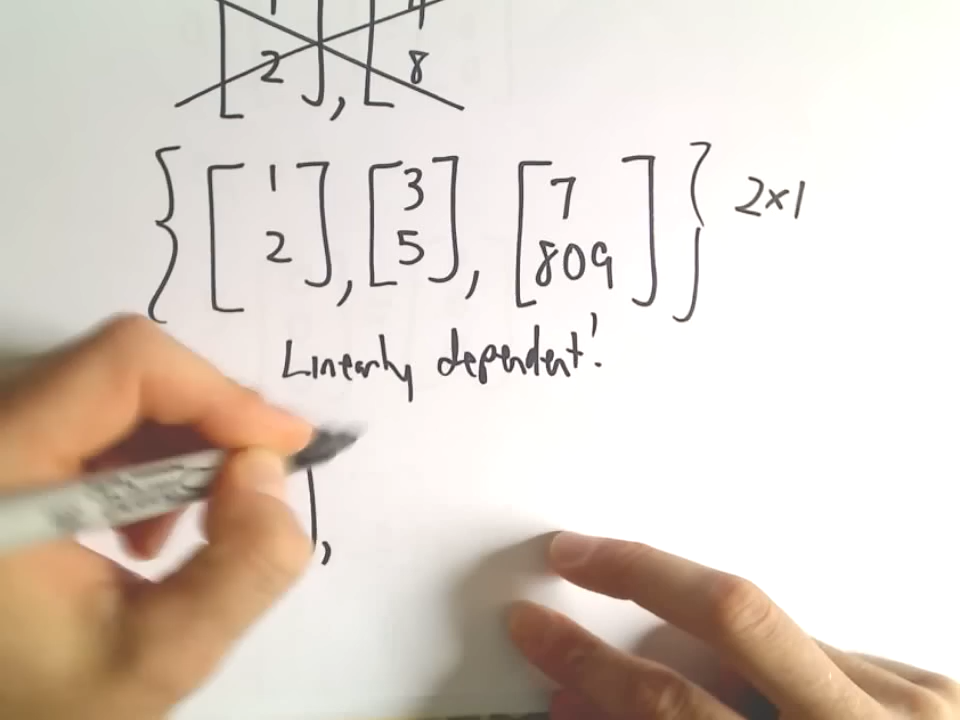 2 , 8
{ [ 1 ], [ 3 ], [ 7 ] } 2×1
2 5 809
Linearly dependent!
,